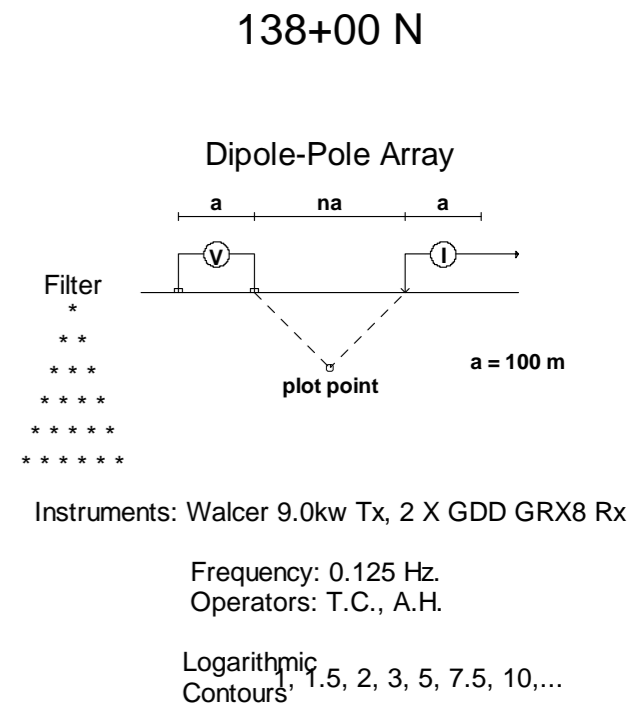 138+00 N
Dipole-Pole Array
a na a
V I
Filter
*
* *
* * *
a = 100 m
plot point
* * * *
* * * * *
* * * * * *
Instruments: Walcer 9.0kw Tx, 2 X GDD GRX8 Rx
Frequency: 0.125 Hz.
Operators: T.C., A.H.
Logarithmic
Contours 1, 1.5, 2, 3, 5, 7.5, 10,...